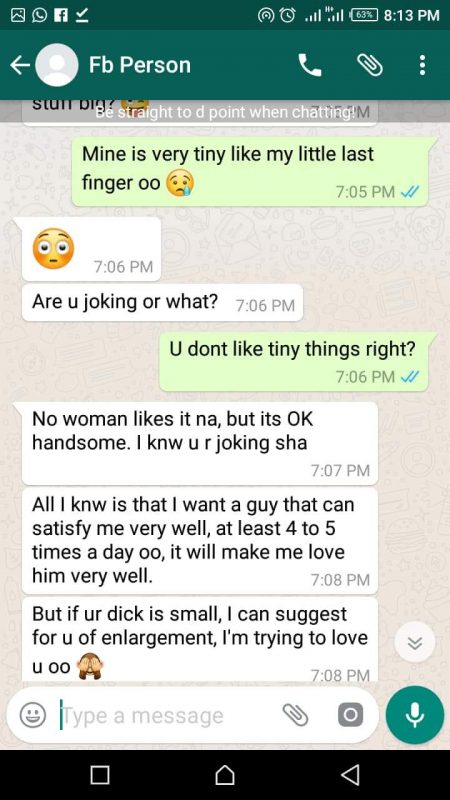 63% 8:13 PM
Fb Person
stuff big?
Be straight to d point when chatting!
Mine is very tiny like my little last
finger oo 😢
7:05 PM
😳
7:06 PM
Are u joking or what? 7:06 PM
U dont like tiny things right?
7:06 PM
No woman likes it na, but its OK
handsome. I knw u r joking sha
7:07 PM
All I knw is that I want a guy that can
satisfy me very well, at least 4 to 5
times a day oo, it will make me love
him very well.
7:08 PM
But if ur dick is small, I can suggest
for u of enlargement, I'm trying to love
u oo 🙈
7:08 PM
Type a message